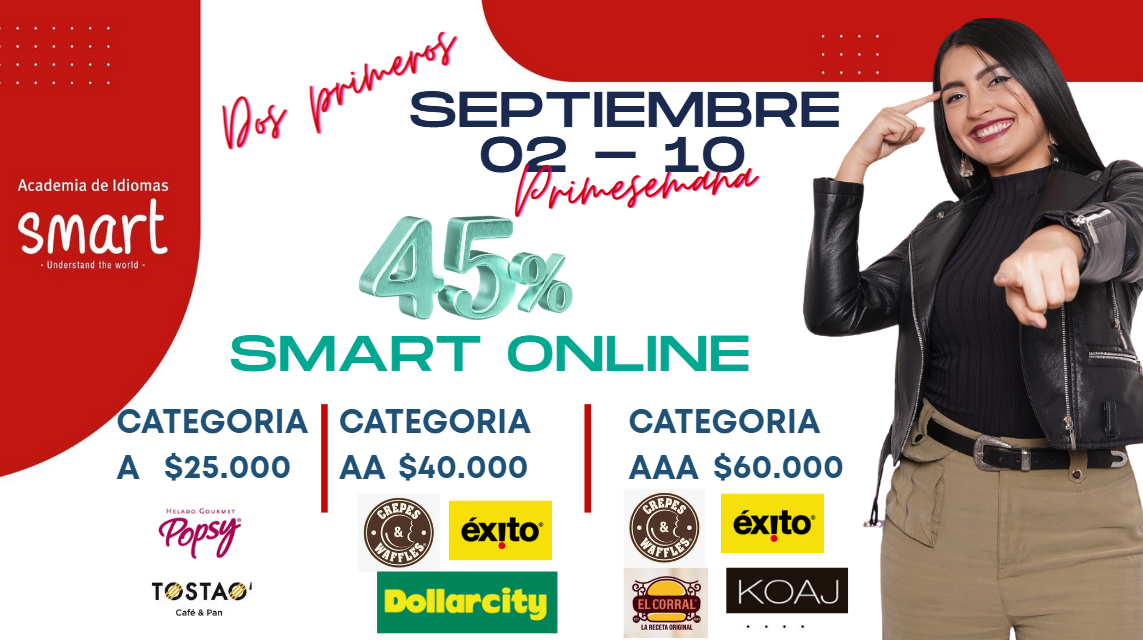 Dos primeros
SEPTIEMBRE
02 – 10
Primesemana
Academia de Idiomas
smart
- Understand the world -
45%
SMART ONLINE
CATEGORIA
A $25.000
HELADO GOURMET
Popsy
TOSTAO'
Café & Pan
CATEGORIA
AA $40.000
CREPES
&
WAFFLES
éxito
Dollarcity
CATEGORIA
AAA $60.000
CREPES
&
WAFFLES
éxito
EL CORRAL
LA RECETA ORIGINAL
KOAJ